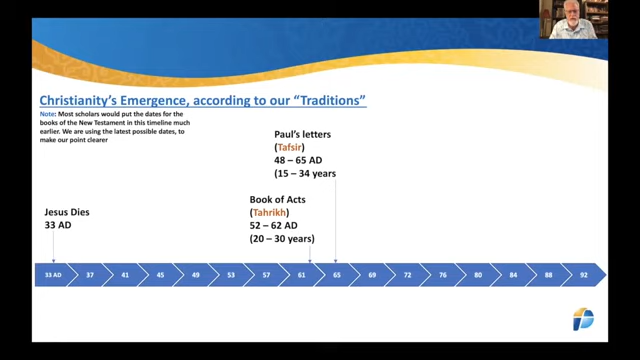 Christianity's Emergence, according to our "Traditions"
Note: Most scholars would put the dates for the
books of the New Testament in this timeline much
earlier. We are using the latest possible dates, to
make our point clearer
Paul's letters
(Tafsir)
48 – 65 AD
(15 – 34 years
Book of Acts
(Tahrikh)
52 – 62 AD
(20 – 30 years)
Jesus Dies
33 AD
33 AD 37 41 45 49 53 57 61 65 69 72 76 80 84 88 92